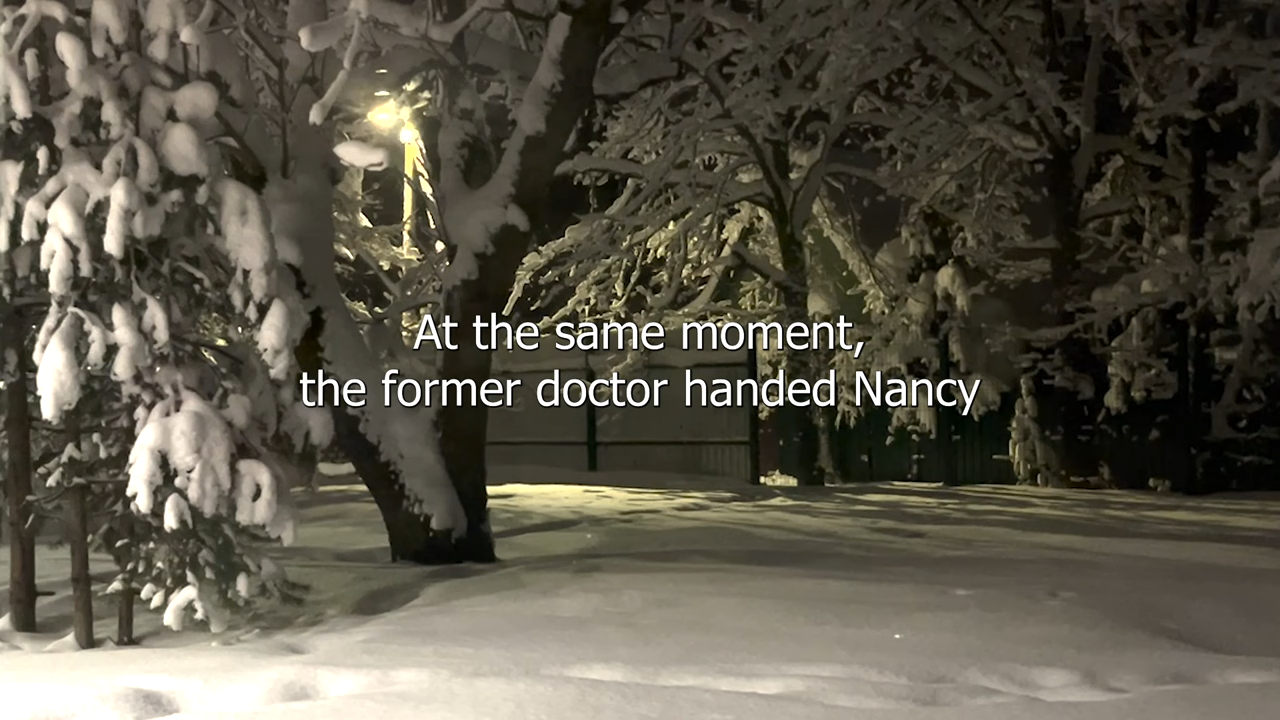 At the same moment,
the former doctor handed Nancy